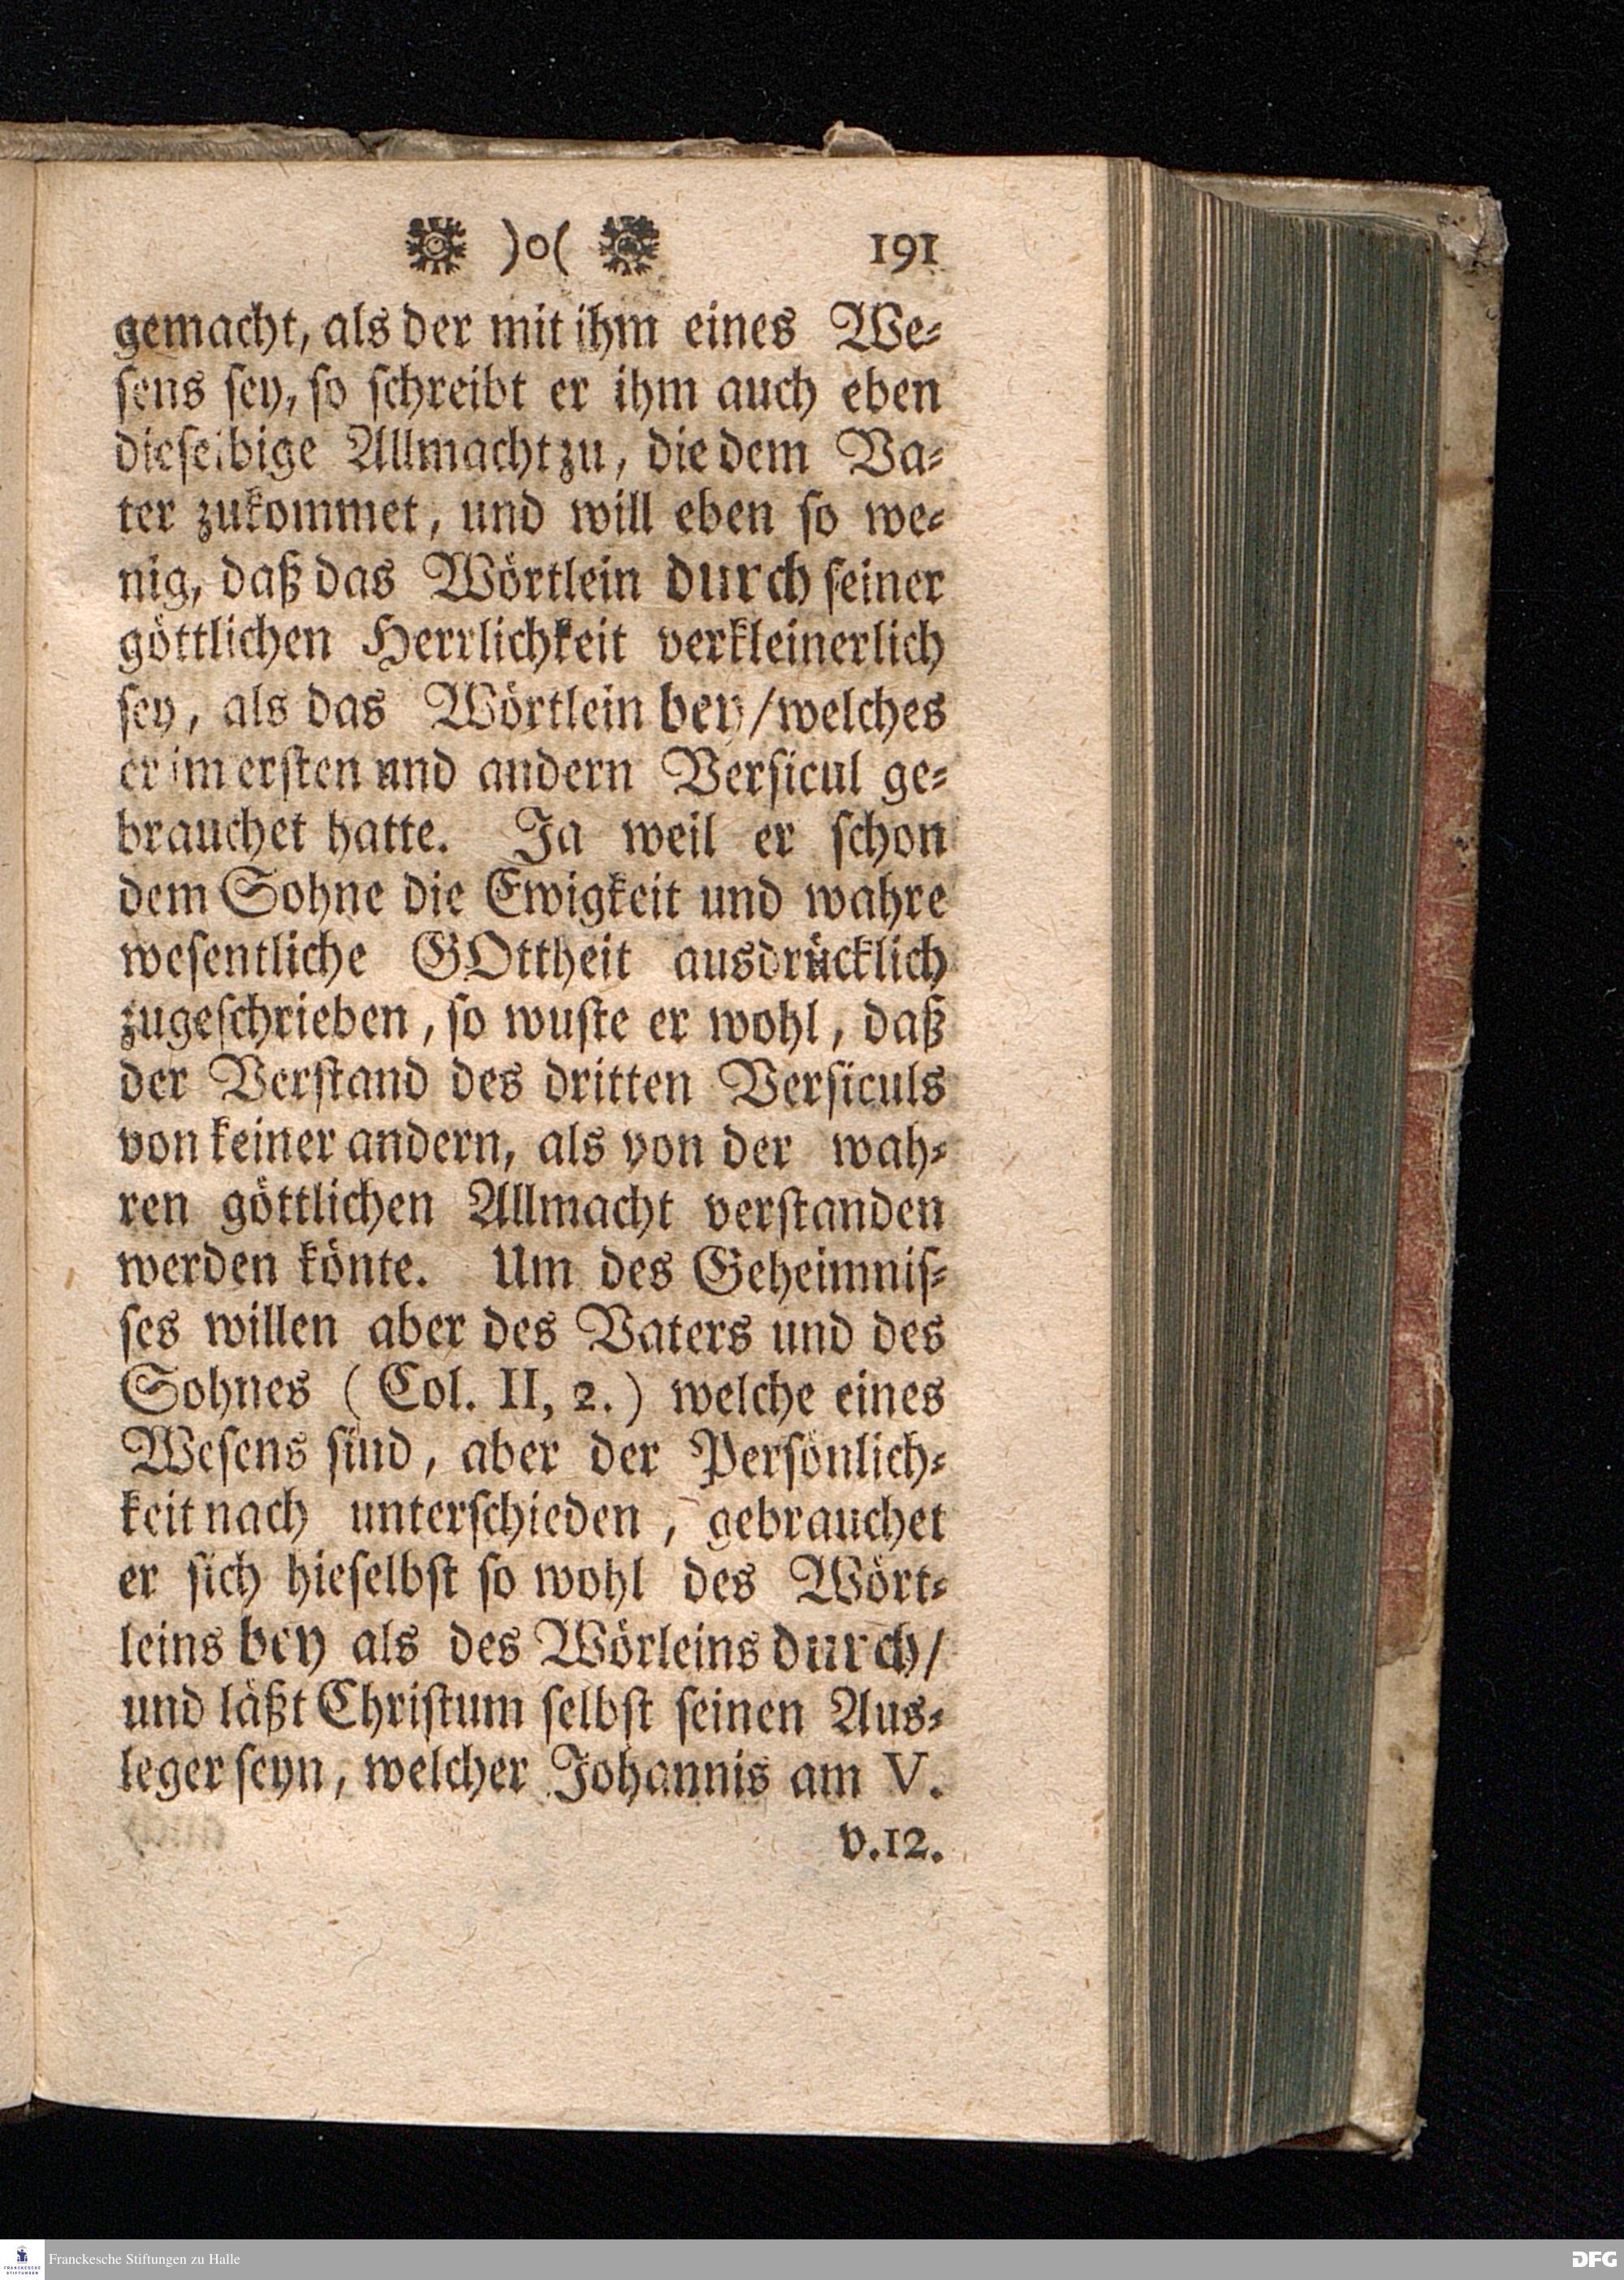 )o( 191
gemacht, als der mit ihm eines We⸗
sens sey, so schreibt er ihm auch eben
dieselbige Allmacht zu, die dem Va⸗
ter zukommet, und will eben so we⸗
nig, daß das Wörtlein durch seiner
göttlichen Herrlichkeit verkleinerlich
sey, als das Wörtlein bey/ welches
er im ersten und andern Versicul ge⸗
brauchet hatte. Ja weil er schon
dem Sohne die Ewigkeit und wahre
wesentliche GOttheit ausdrücklich
zugeschrieben, so wuste er wohl, daß
der Verstand des dritten Versiculs
von keiner andern, als von der wah⸗
ren göttlichen Allmacht verstanden
werden könte. Um des Geheimnis⸗
ses willen aber des Vaters und des
Sohnes (Col. II, 2.) welche eines
Wesens sind, aber der Persönlich⸗
keit nach unterschieden, gebrauchet
er sich hieselbst so wohl des Wört⸗
leins bey als des Wörleins durch/
und läßt Christum selbst seinen Aus⸗
leger seyn, welcher Johannis am V.
v. 12.
Franckesche Stiftungen zu Halle
DFG